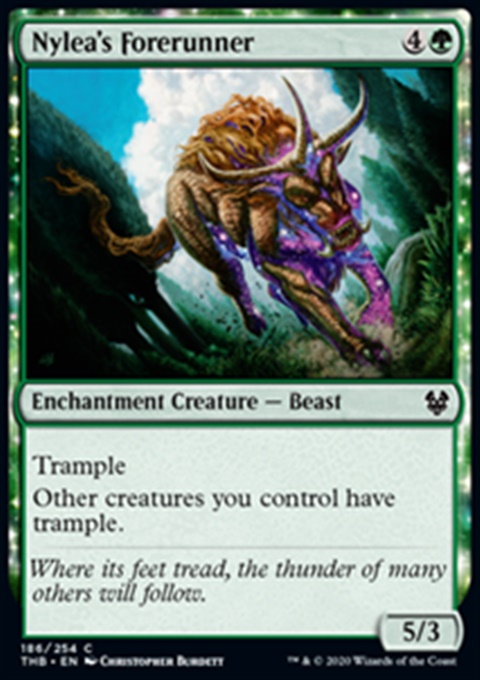 Nylea's Forerunner 4
Enchantment Creature — Beast
Trample
Other creatures you control have
trample.
Where its feet tread, the thunder of many
others will follow.
5/3
186/254 C
THB • EN Christopher Burdett
™ & © 2020 Wizards of the Coast